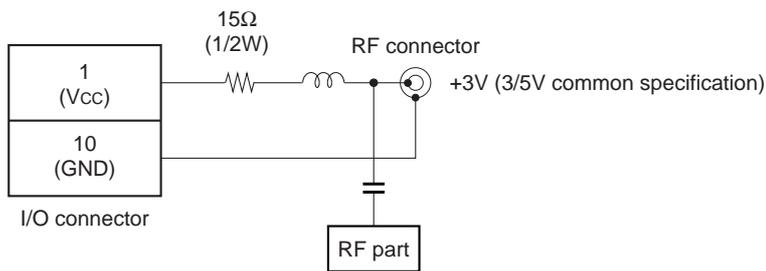 15Ω
(1/2W)
RF connector
1
(VCC)
+3V (3/5V common specification)
10
(GND)
I/O connector
RF part